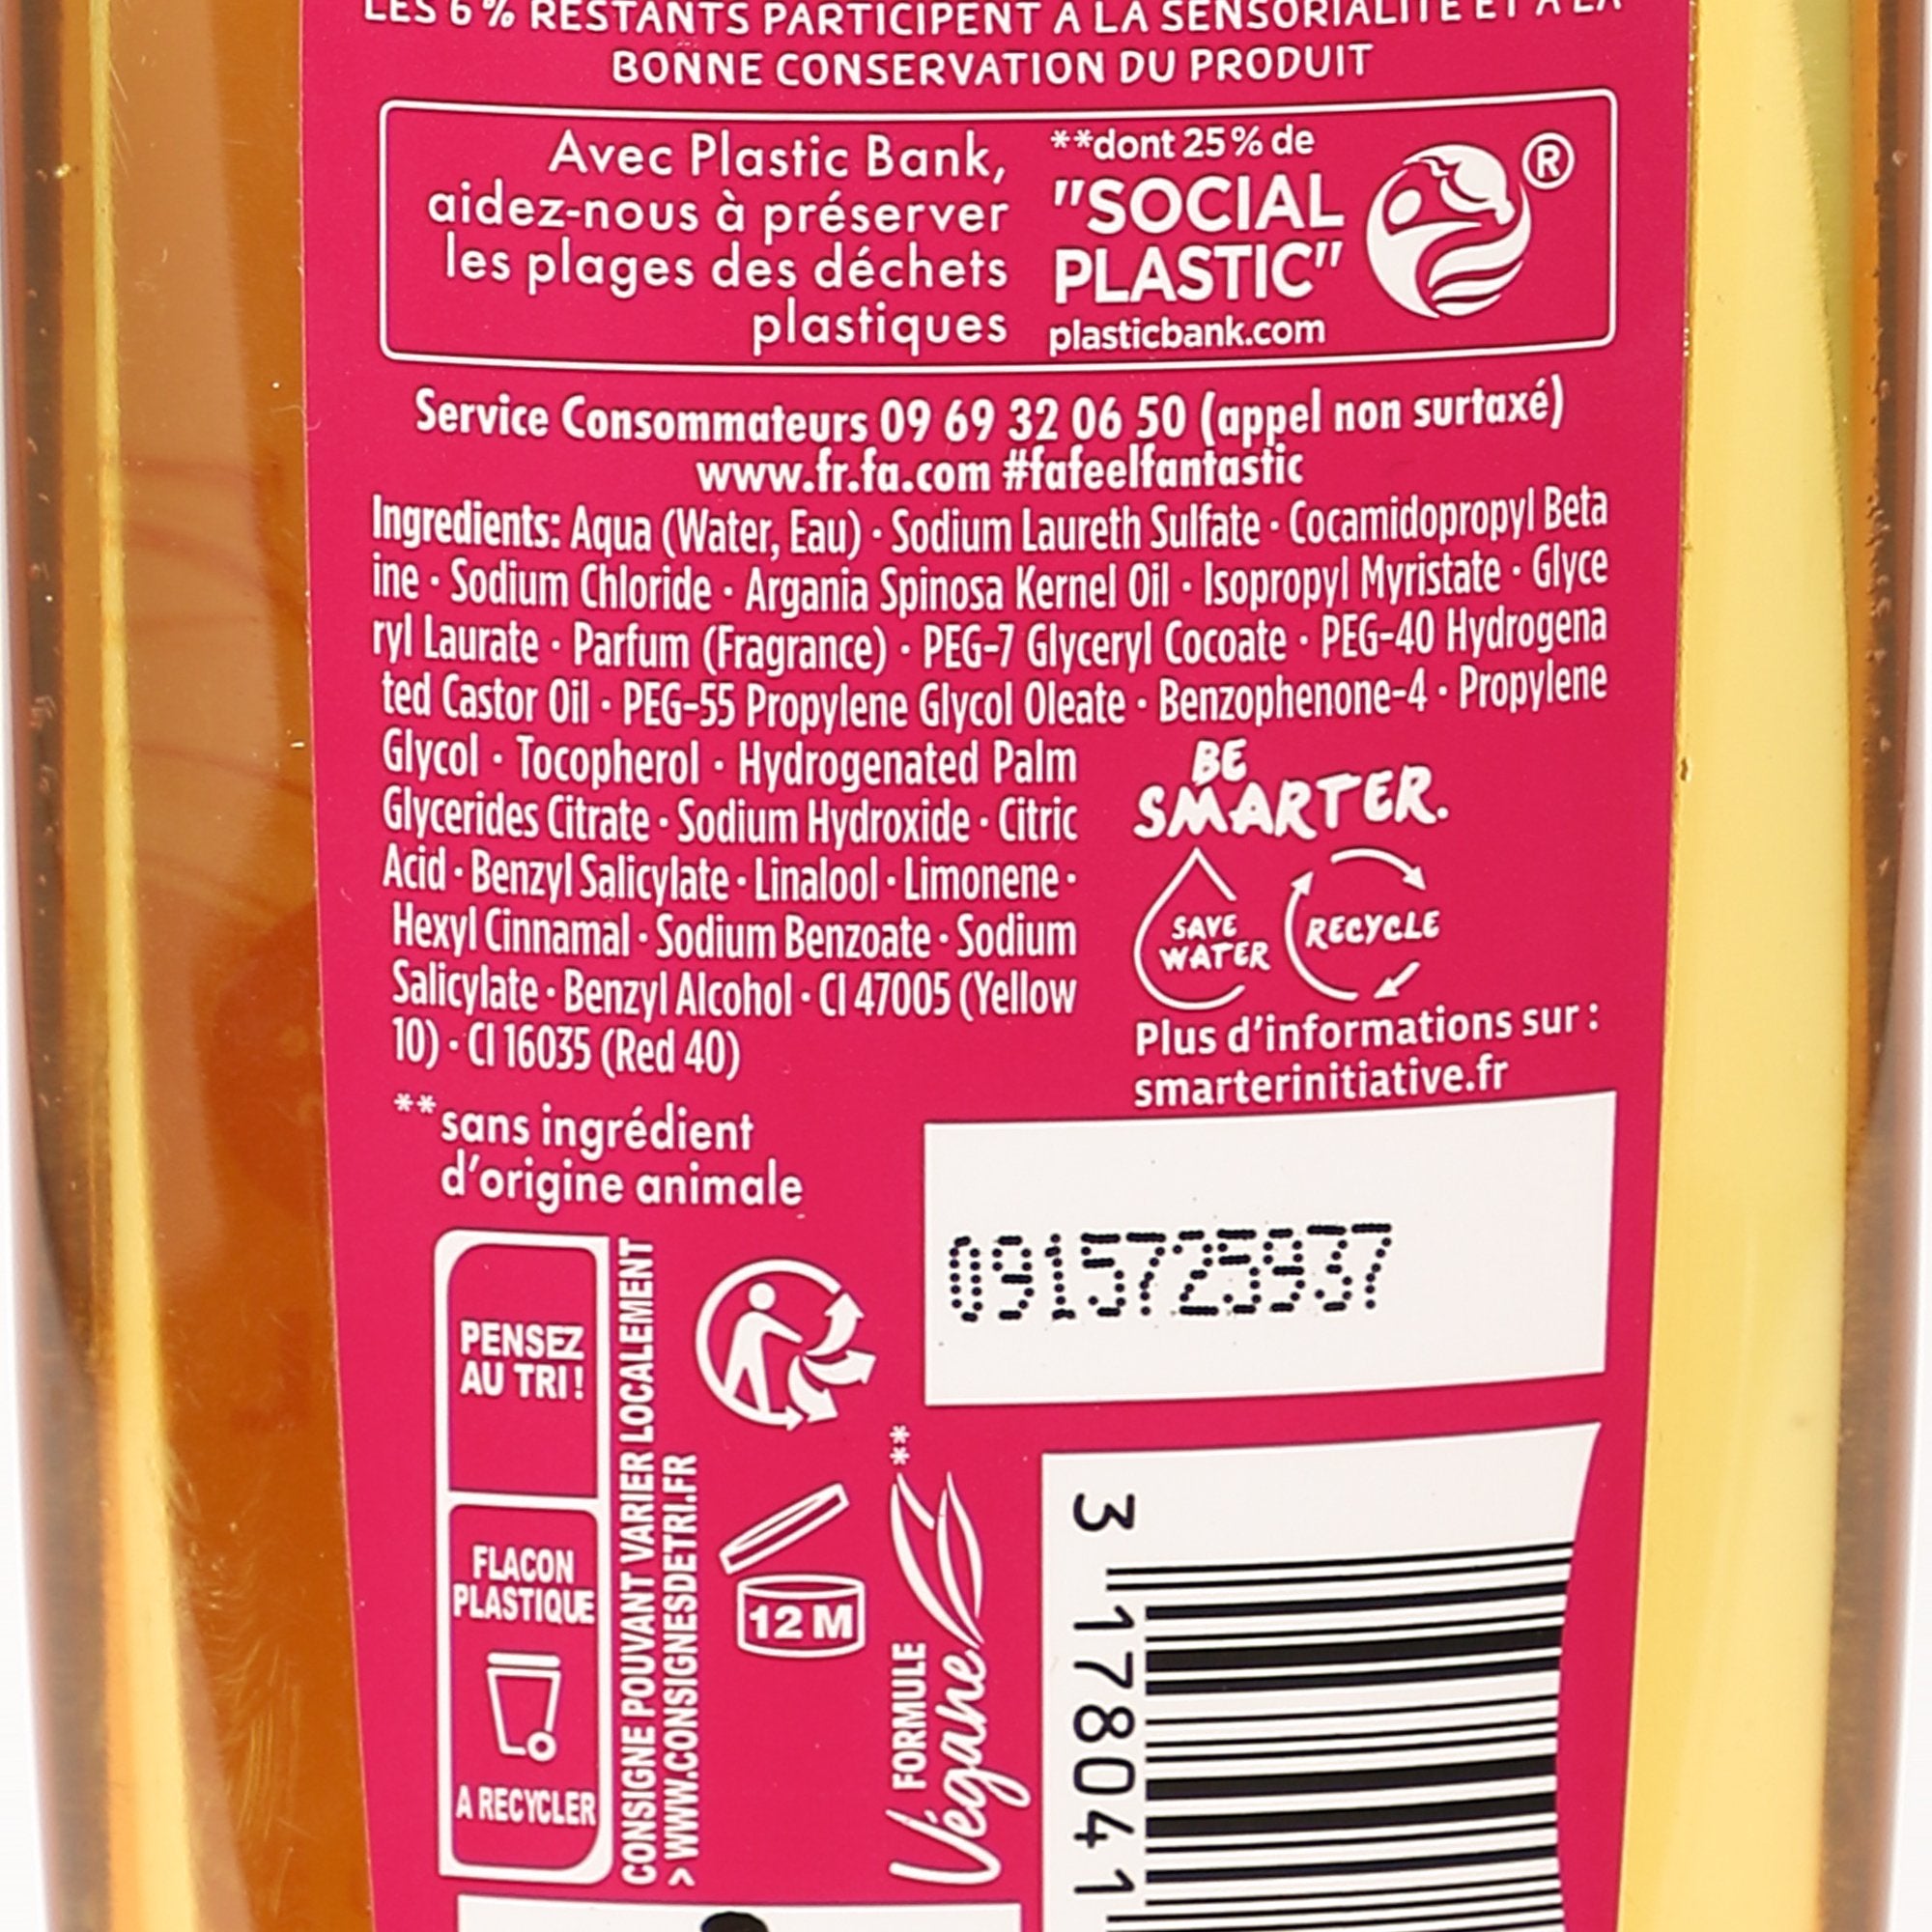 LES 6% RESTANTS PARTICIPENT A LA SENSORIALITÉ ET A LA
BONNE CONSERVATION DU PRODUIT
Avec Plastic Bank,
aidez-nous à préserver
les plages des déchets
plastiques
**dont 25% de
"SOCIAL
PLASTIC"
plasticbank.com
®
Service Consommateurs 09 69 32 06 50 (appel non surtaxé)
www.fr.fa.com #fafeelfantastic
Ingredients: Aqua (Water, Eau) · Sodium Laureth Sulfate · Cocamidopropyl Beta
ine · Sodium Chloride · Argania Spinosa Kernel Oil · Isopropyl Myristate · Glyce
ryl Laurate · Parfum (Fragrance) · PEG-7 Glyceryl Cocoate · PEG-40 Hydrogena
ted Castor Oil · PEG-55 Propylene Glycol Oleate · Benzophenone-4 · Propylene
Glycol · Tocopherol · Hydrogenated Palm
Glycerides Citrate · Sodium Hydroxide · Citric
Acid · Benzyl Salicylate · Linalool · Limonene ·
Hexyl Cinnamal · Sodium Benzoate · Sodium
Salicylate · Benzyl Alcohol · CI 47005 (Yellow
10) · CI 16035 (Red 40)
BE
SMARTER.
SAVE
WATER
RECYCLE
Plus d'informations sur :
smarterinitiative.fr
**sans ingrédient
d'origine animale
0915725937
PENSEZ
AU TRI!
FLACON
PLASTIQUE
A RECYCLER
CONSIGNE POUVANT VARIER LOCALEMENT
> WWW.CONSIGNESDETRI.FR
12 M
**
FORMULE
Végane
3 178041